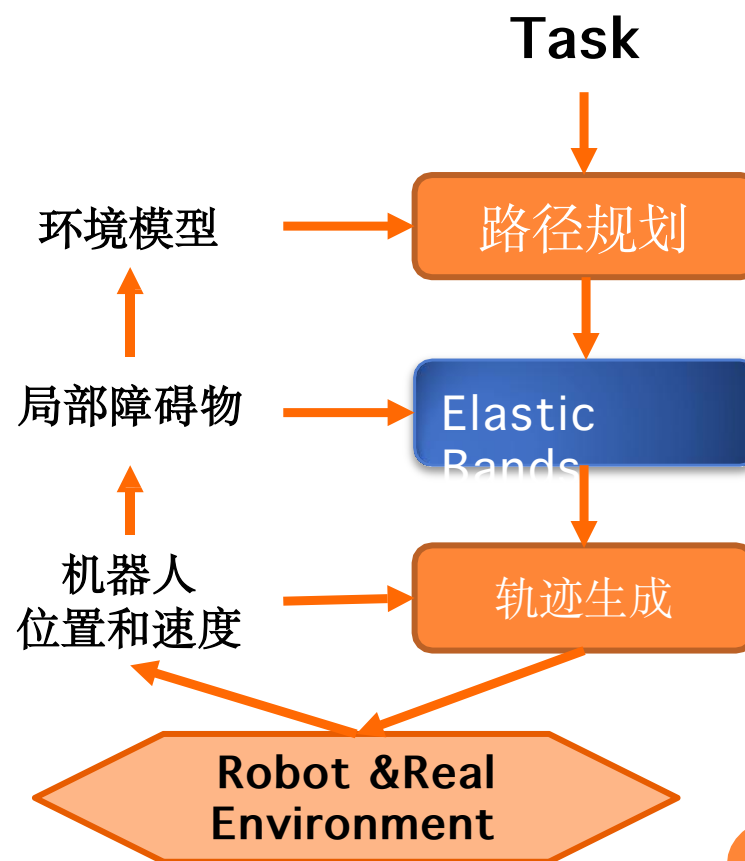 Task
环境模型
路径规划
局部障碍物
Elastic
Bands
机器人
位置和速度
轨迹生成
Robot &Real
Environment